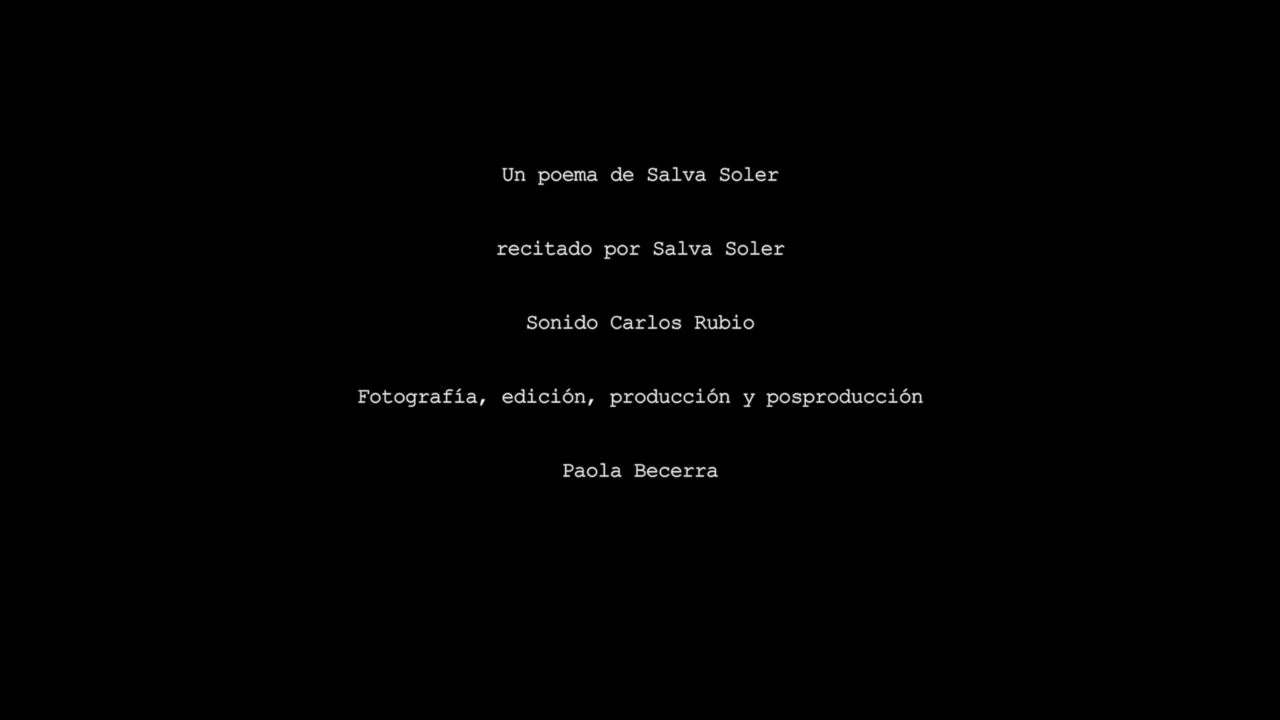 Un poema de Salva Soler
recitado por Salva Soler
Sonido Carlos Rubio
Fotografía, edición, producción y posproducción
Paola Becerra